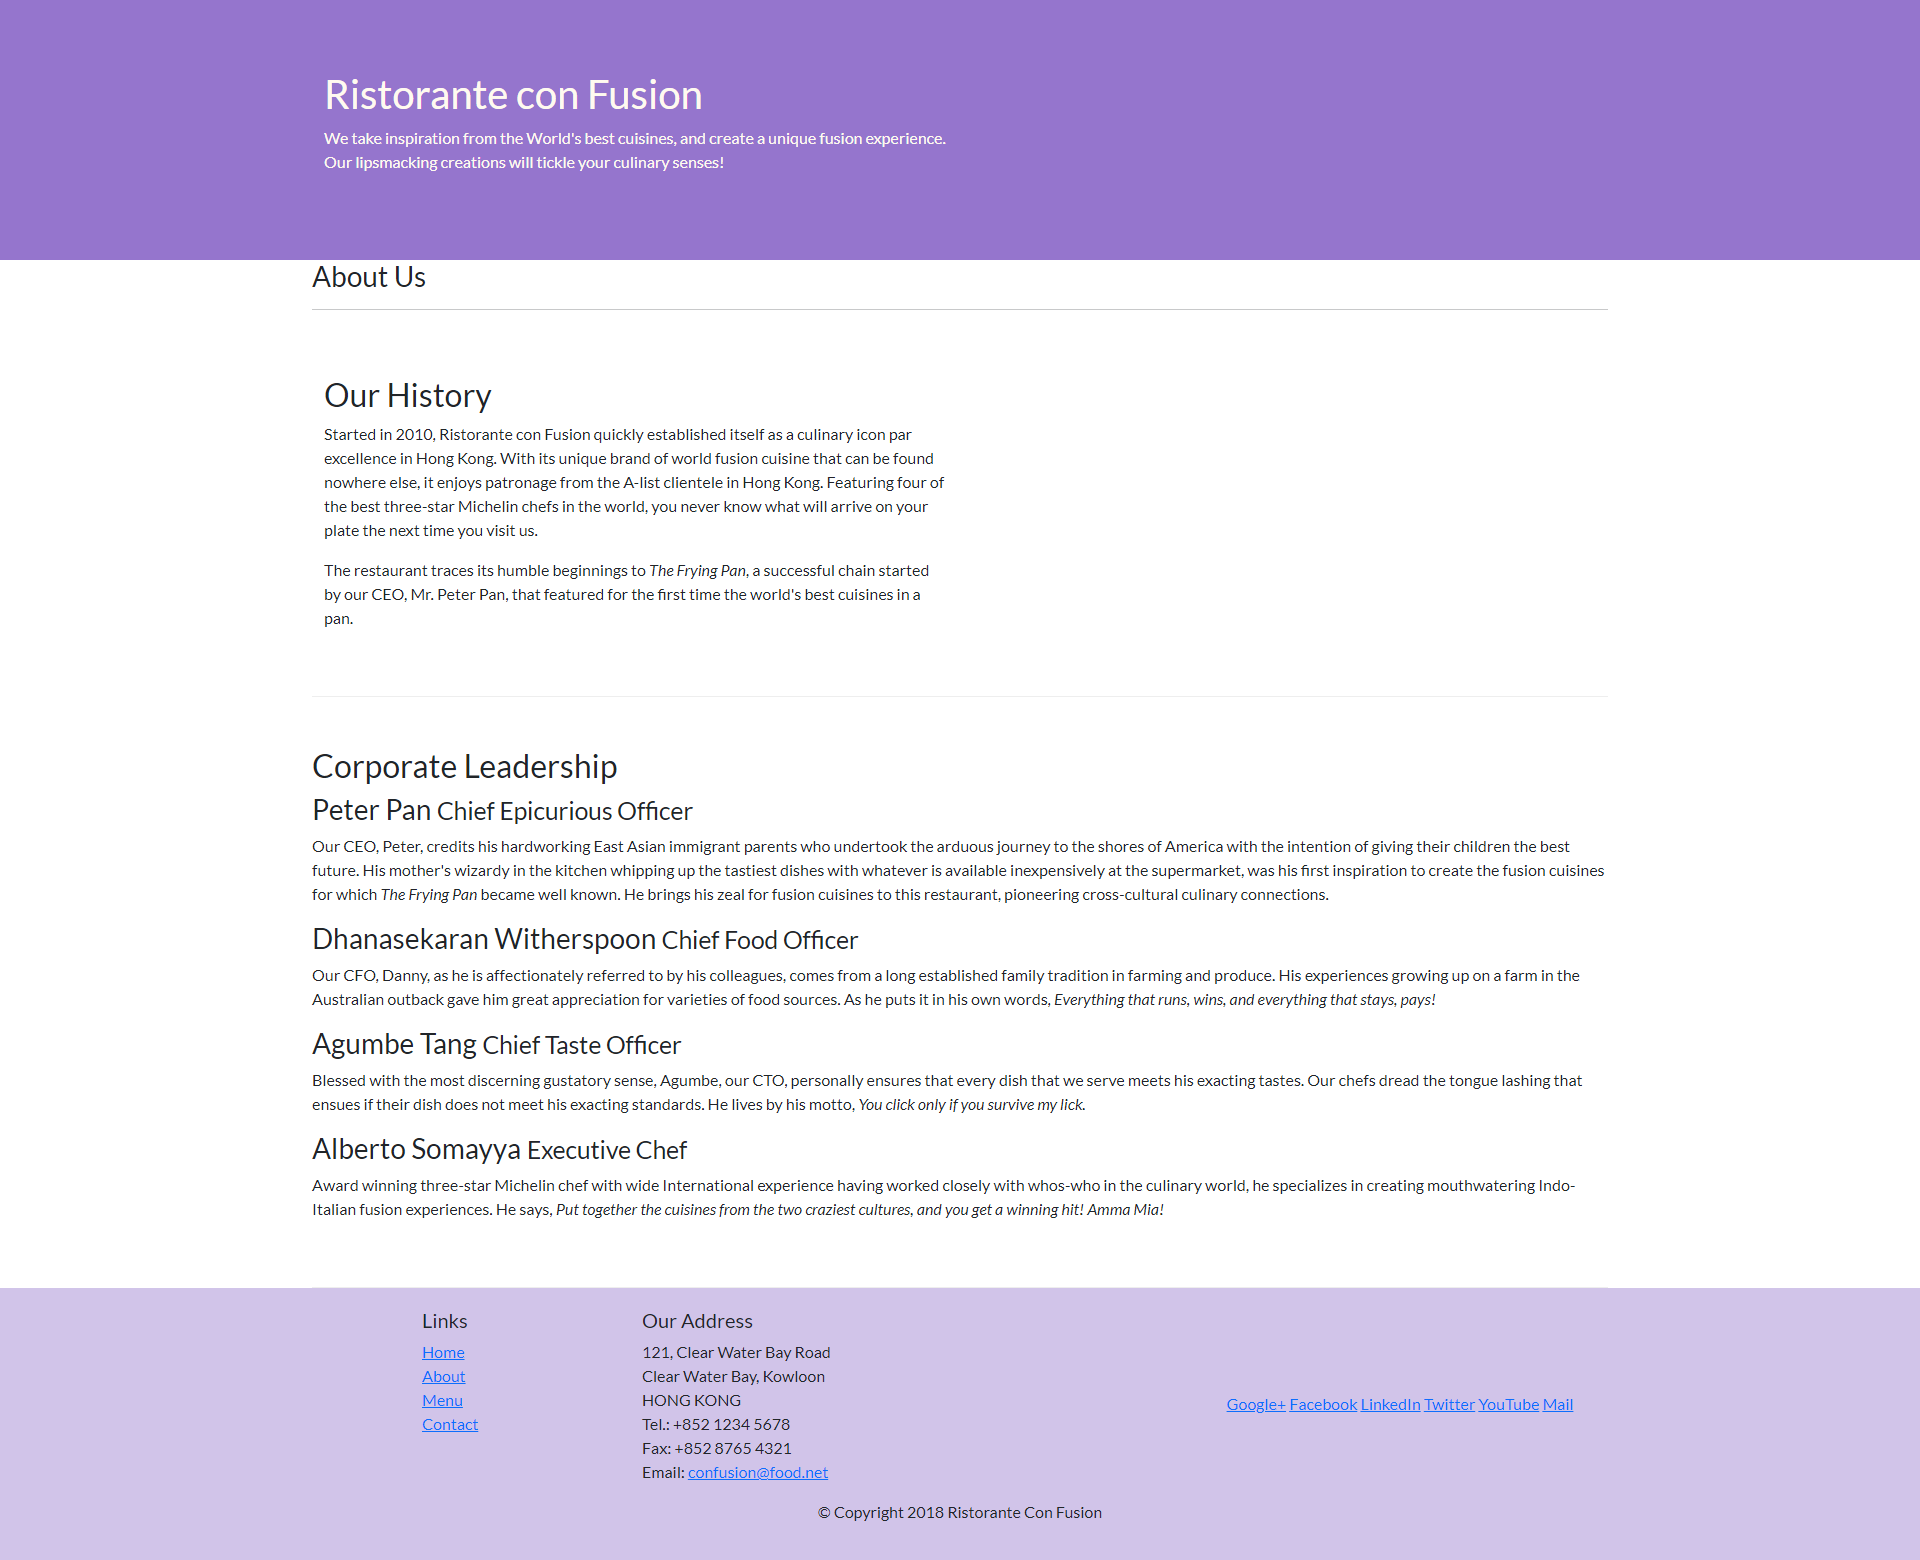 Ristorante con Fusion
We take inspiration from the World's best cuisines, and create a unique fusion experience.
Our lipsmacking creations will tickle your culinary senses!
About Us
Our History
Started in 2010, Ristorante con Fusion quickly established itself as a culinary icon par
excellence in Hong Kong. With its unique brand of world fusion cuisine that can be found
nowhere else, it enjoys patronage from the A-list clientele in Hong Kong. Featuring four of
the best three-star Michelin chefs in the world, you never know what will arrive on your
plate the next time you visit us.
The restaurant traces its humble beginnings to The Frying Pan, a successful chain started
by our CEO, Mr. Peter Pan, that featured for the first time the world's best cuisines in a
pan.
Corporate Leadership
Peter Pan Chief Epicurious Officer
Our CEO, Peter, credits his hardworking East Asian immigrant parents who undertook the arduous journey to the shores of America with the intention of giving their children the best
future. His mother's wizardy in the kitchen whipping up the tastiest dishes with whatever is available inexpensively at the supermarket, was his first inspiration to create the fusion cuisines
for which The Frying Pan became well known. He brings his zeal for fusion cuisines to this restaurant, pioneering cross-cultural culinary connections.
Dhanasekaran Witherspoon Chief Food Officer
Our CFO, Danny, as he is affectionately referred to by his colleagues, comes from a long established family tradition in farming and produce. His experiences growing up on a farm in the
Australian outback gave him great appreciation for varieties of food sources. As he puts it in his own words, Everything that runs, wins, and everything that stays, pays!
Agumbe Tang Chief Taste Officer
Blessed with the most discerning gustatory sense, Agumbe, our CTO, personally ensures that every dish that we serve meets his exacting tastes. Our chefs dread the tongue lashing that
ensues if their dish does not meet his exacting standards. He lives by his motto, You click only if you survive my lick.
Alberto Somayya Executive Chef
Award winning three-star Michelin chef with wide International experience having worked closely with whos-who in the culinary world, he specializes in creating mouthwatering Indo-
Italian fusion experiences. He says, Put together the cuisines from the two craziest cultures, and you get a winning hit! Amma Mia!
Links
Home
About
Menu
Contact
Our Address
121, Clear Water Bay Road
Clear Water Bay, Kowloon
HONG KONG
Tel.: +852 1234 5678
Fax: +852 8765 4321
Email: confusion@food.net
Google+ Facebook LinkedIn Twitter YouTube Mail
© Copyright 2018 Ristorante Con Fusion